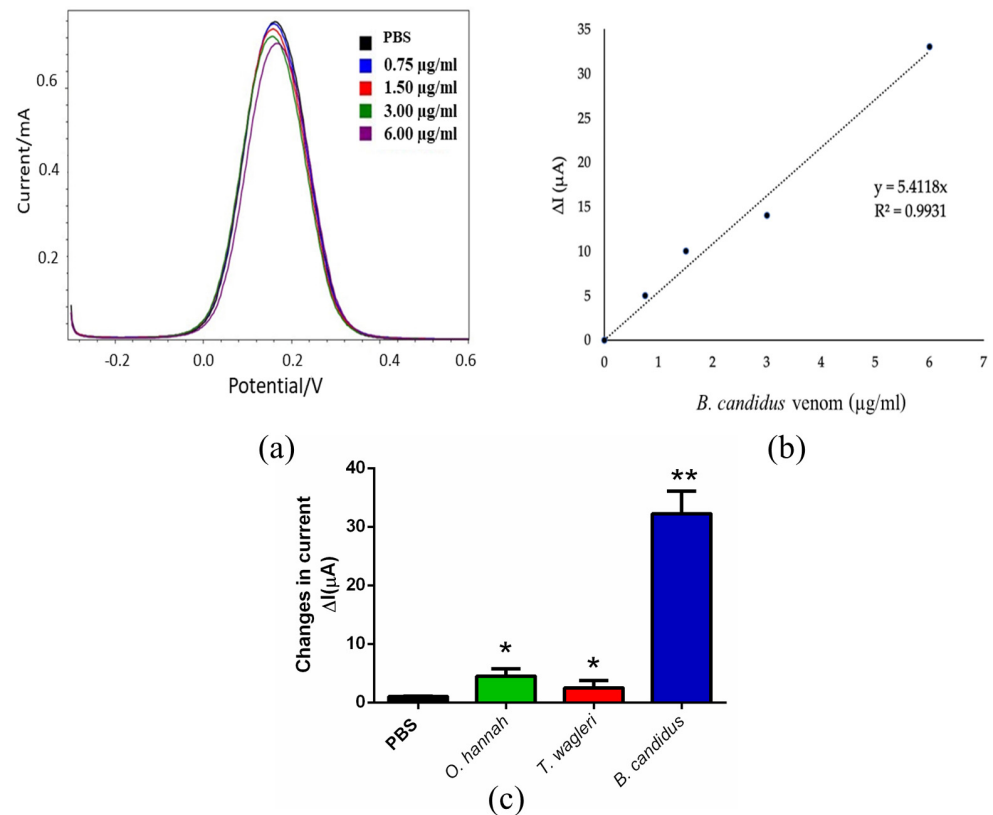 PBS
0.75 μg/ml
1.50 μg/ml
3.00 μg/ml
6.00 μg/ml
Current/mA
0.6
0.4
0.2
-0.2
0.0
0.2
0.4
0.6
Potential/V
(a)
35
30
25
20
15
10
5
0
ΔI (μA)
y = 5.4118x
R² = 0.9931
0 1 2 3 4 5 6 7
B. candidus venom (μg/ml)
(b)
Changes in current
ΔI(μA)
40
30
20
10
0
*
*
**
PBS
O. hannah
T. wagleri
B. candidus
(c)